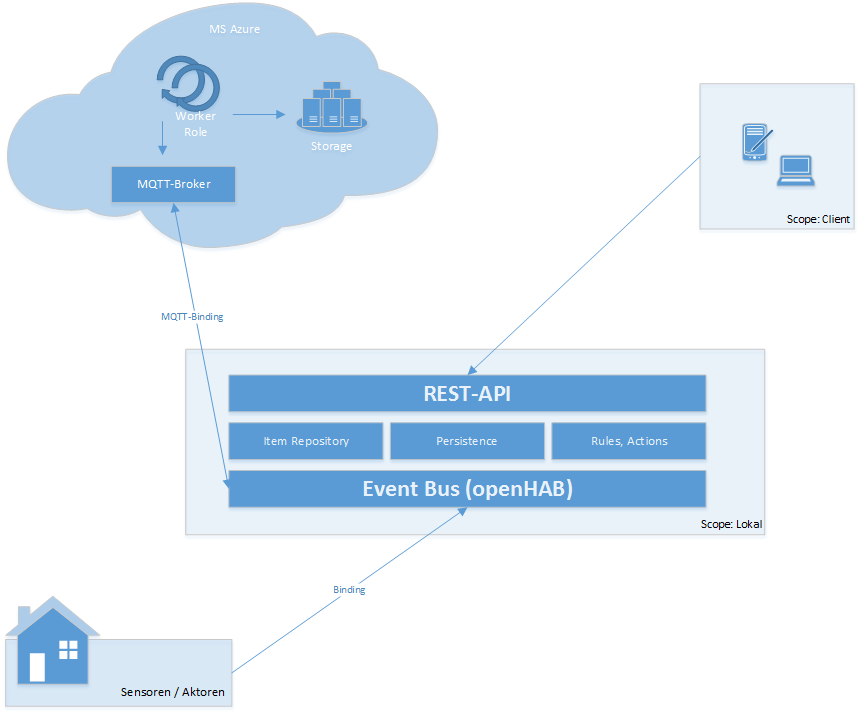 MS Azure
Worker
Role
Storage
MQTT-Broker
Scope: Client
MQTT-Binding
REST-API
Item Repository
Persistence
Rules, Actions
Event Bus (openHAB)
Scope: Lokal
Binding
Sensoren / Aktoren